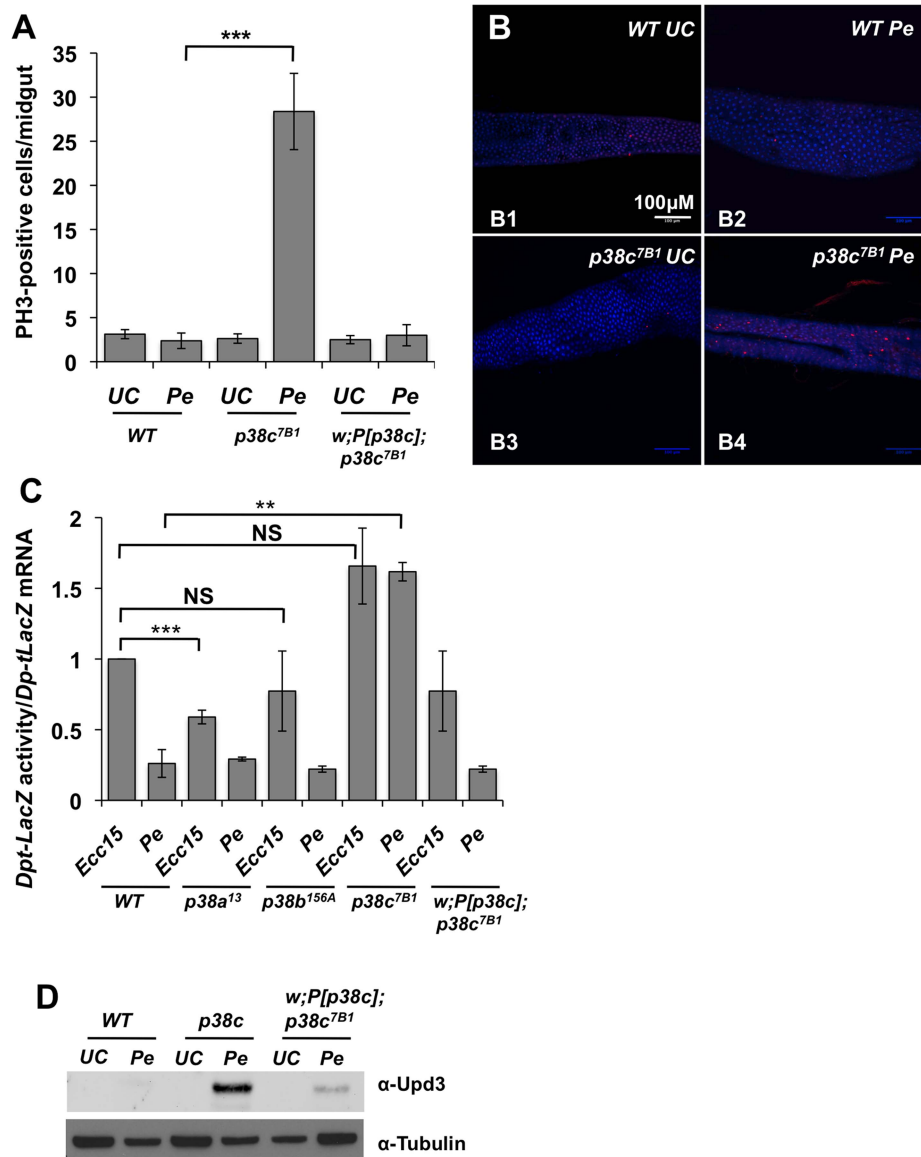 A
***
PH3-positive cells/midgut
35
30
25
20
15
10
5
0
UC Pe UC Pe UC Pe
WT p38c7B1 w;P[p38c];
p38c7B1
B
WT UC
100μM
B1
WT Pe
B2
p38c7B1 UC
B3
p38c7B1 Pe
B4
C
**
NS
NS
***
Dpt-LacZ activity/Dp-tLacZ mRNA
2
1.5
1
0.5
0
Ecc15 Pe Ecc15 Pe Ecc15 Pe Ecc15 Pe Ecc15 Pe
WT p38a13 p38b156A p38c7B1 w;P[p38c];
p38c7B1
D
WT p38c w;P[p38c];
p38c7B1
UC Pe UC Pe UC Pe
α-Upd3
α-Tubulin